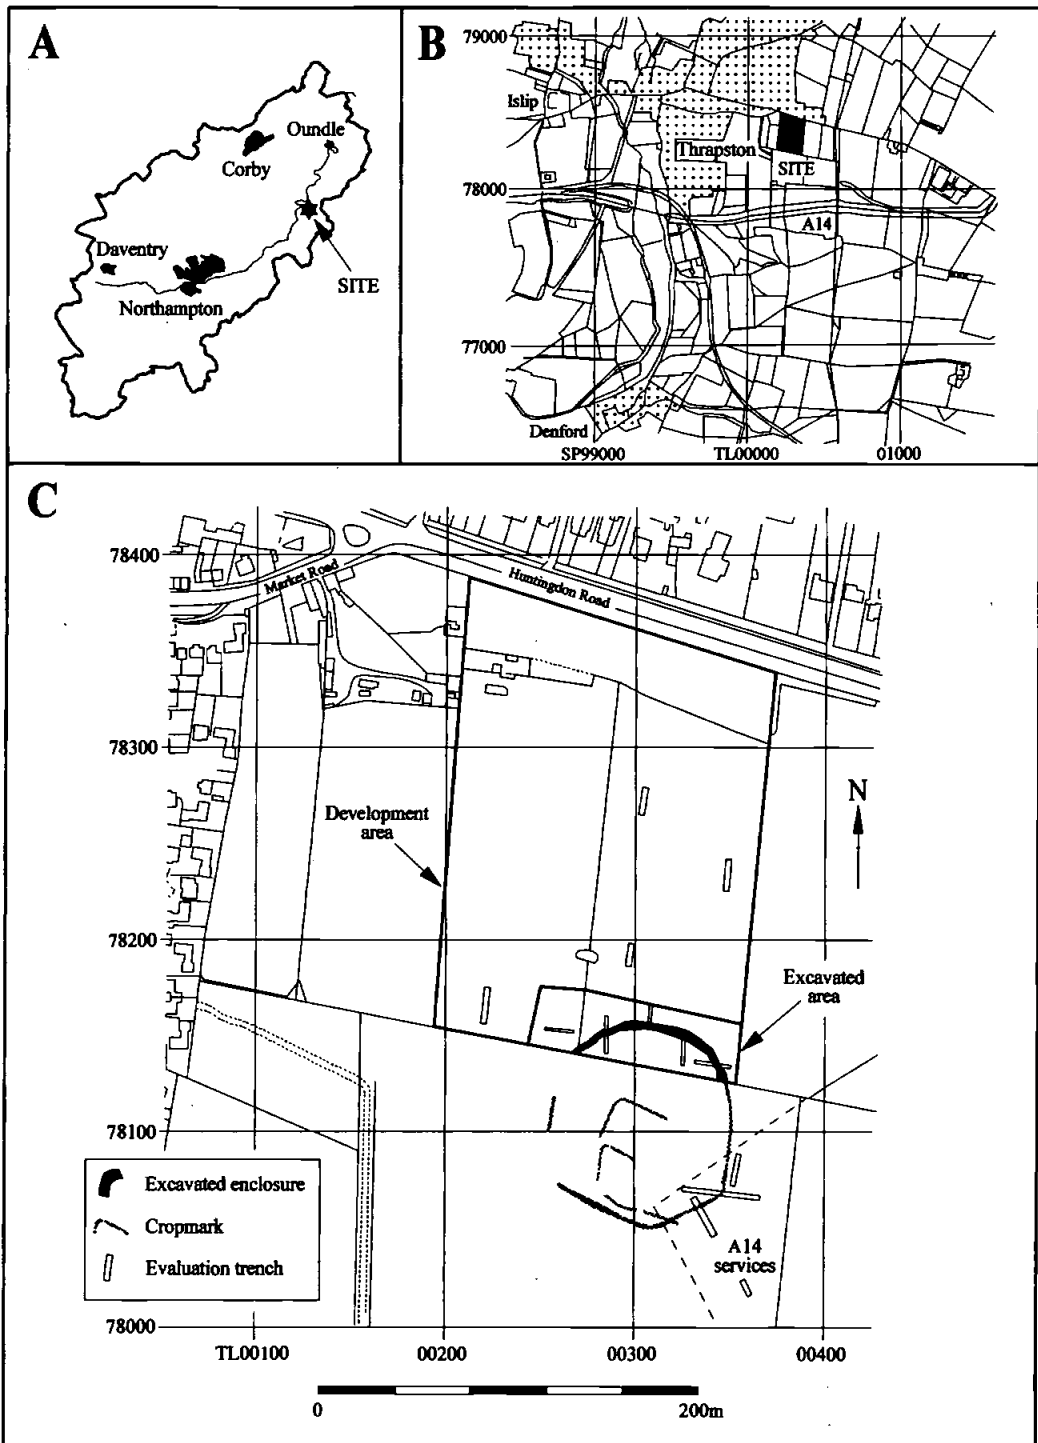 A
Oundle
Corby
Daventry
Northampton
SITE
B
79000
Islip
Thrapston
SITE
78000
A14
77000
Denford
SP99000
TL00000
01000
C
78400
Market Road
Huntingdon Road
78300
Development
area
N
78200
Excavated
area
78100
Excavated enclosure
Cropmark
Evaluation trench
A14
services
78000
TL00100
00200
00300
00400
0
200m